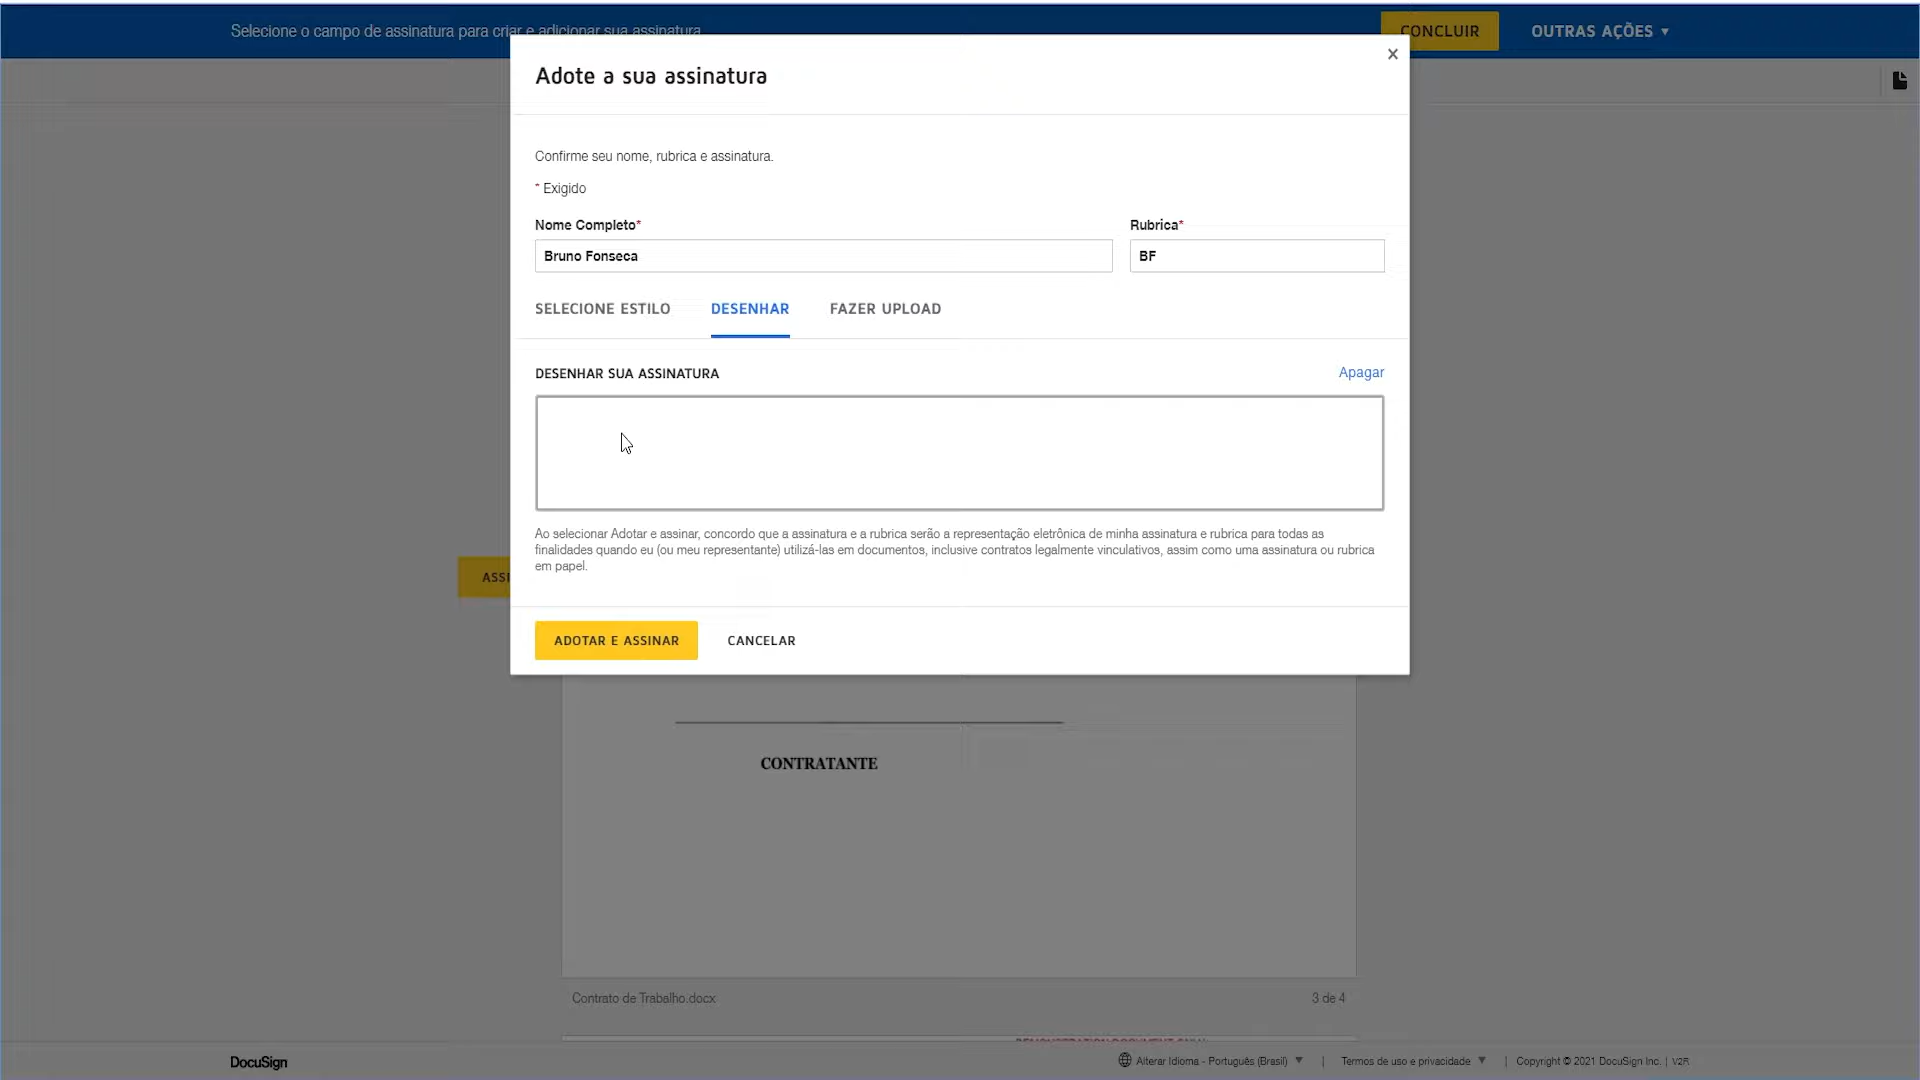 Selecione o campo de assinatura para criar e adicionar sua assinatura
CONCLUIR
OUTRAS AÇÕES ▼
Adote a sua assinatura
Confirme seu nome, rubrica e assinatura.
* Exigido
Nome Completo*
Rubrica*
Bruno Fonseca
BF
SELECIONE ESTILO
DESENHAR
FAZER UPLOAD
DESENHAR SUA ASSINATURA
Apagar
Ao selecionar Adotar e assinar, concordo que a assinatura e a rubrica serão a representação eletrônica de minha assinatura e rubrica para todas as
finalidades quando eu (ou meu representante) utilizá-las em documentos, inclusive contratos legalmente vinculativos, assim como uma assinatura ou rubrica
em papel.
ASSI
ADOTAR E ASSINAR
CANCELAR
CONTRATANTE
Contrato de Trabalho.docx
3 de 4
DocuSign
Alterar Idioma - Português (Brasil) ▼ | Termos de uso e privacidade ▼ | Copyright © 2021 DocuSign Inc. | V2R